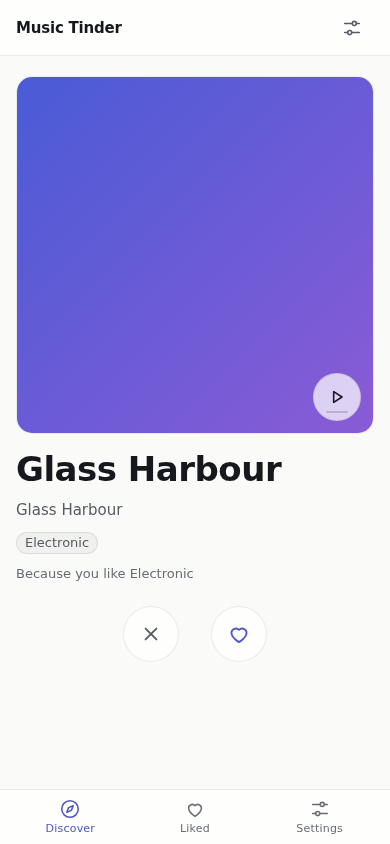 Music Tinder
Glass Harbour
Glass Harbour
Electronic
Because you like Electronic
Discover
Liked
Settings